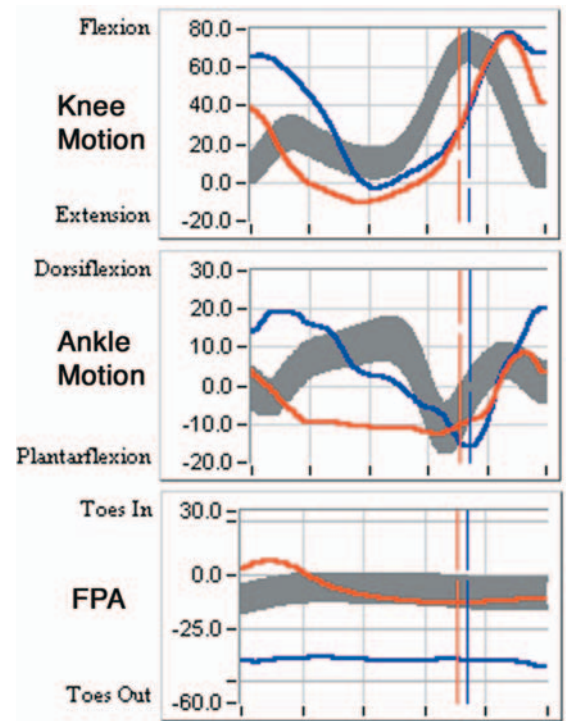 Flexion
80.0
60.0
Knee
Motion
40.0
20.0
0.0
Extension
-20.0
Dorsiflexion
30.0
20.0
Ankle
Motion
10.0
0.0
-10.0
Plantarflexion
-20.0
Toes In
30.0
0.0
FPA
-25.0
Toes Out
-60.0